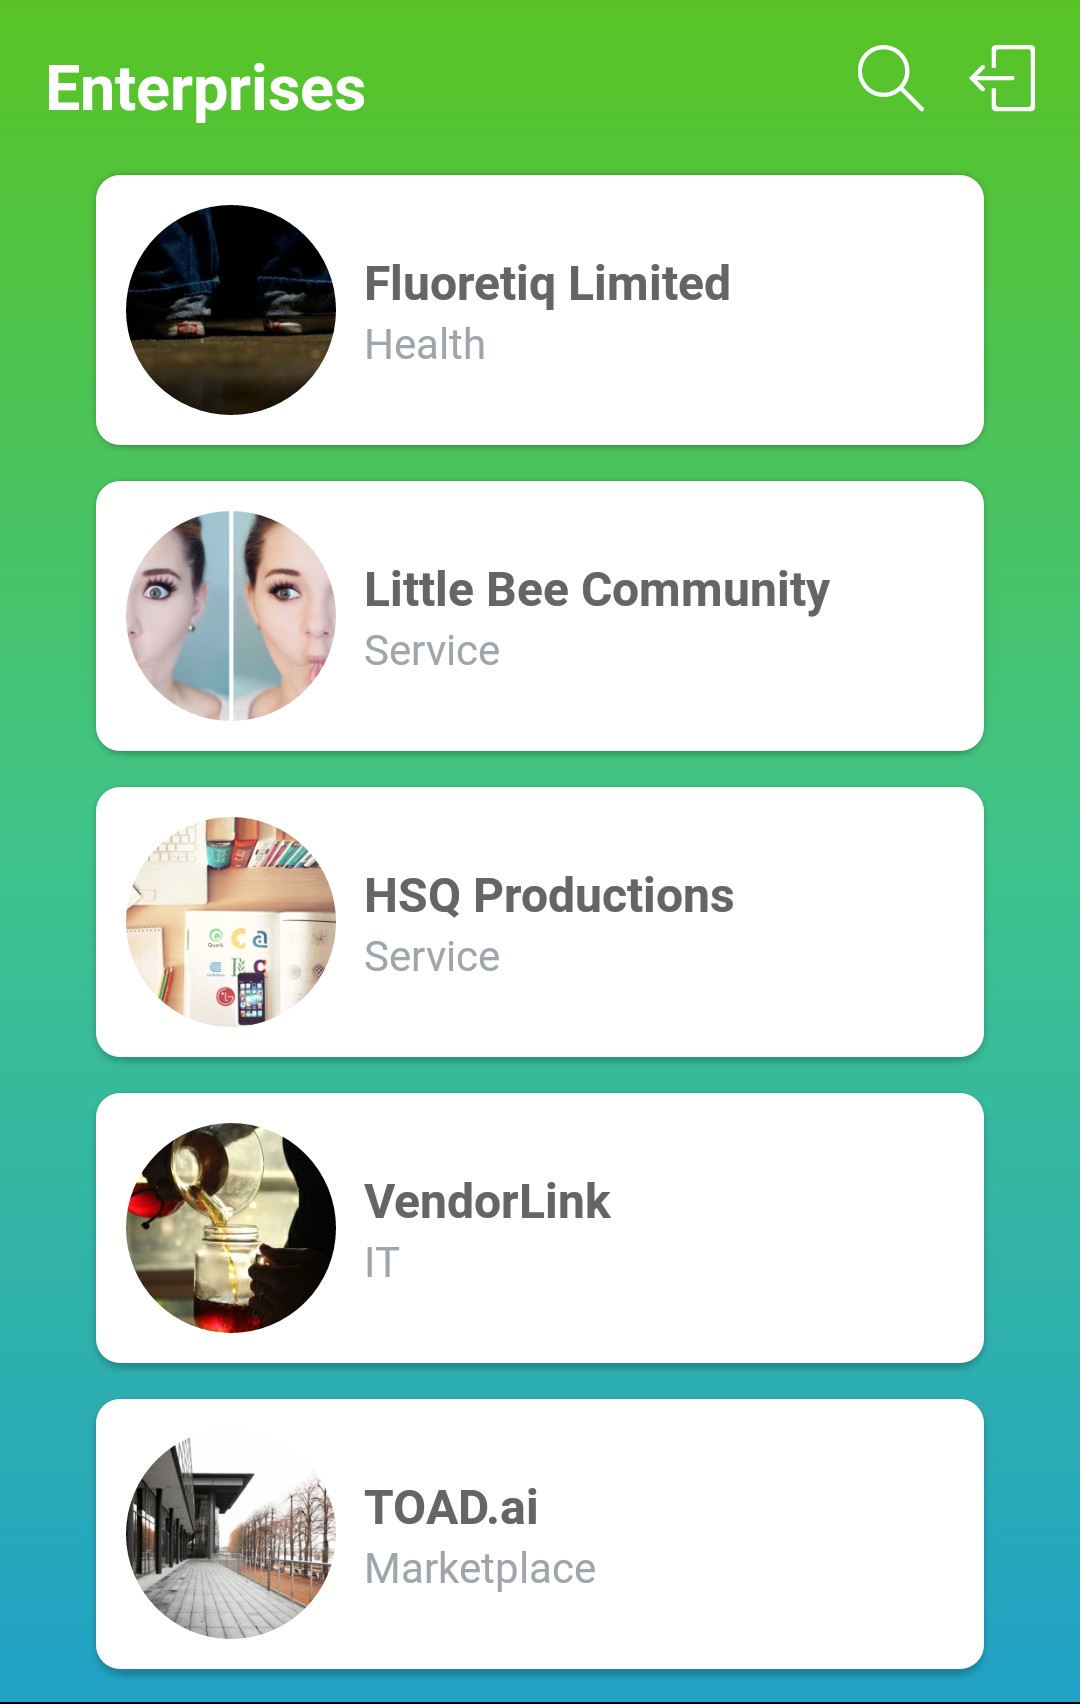 Enterprises
Fluoretiq Limited
Health
Little Bee Community
Service
HSQ Productions
Service
VendorLink
IT
TOAD.ai
Marketplace